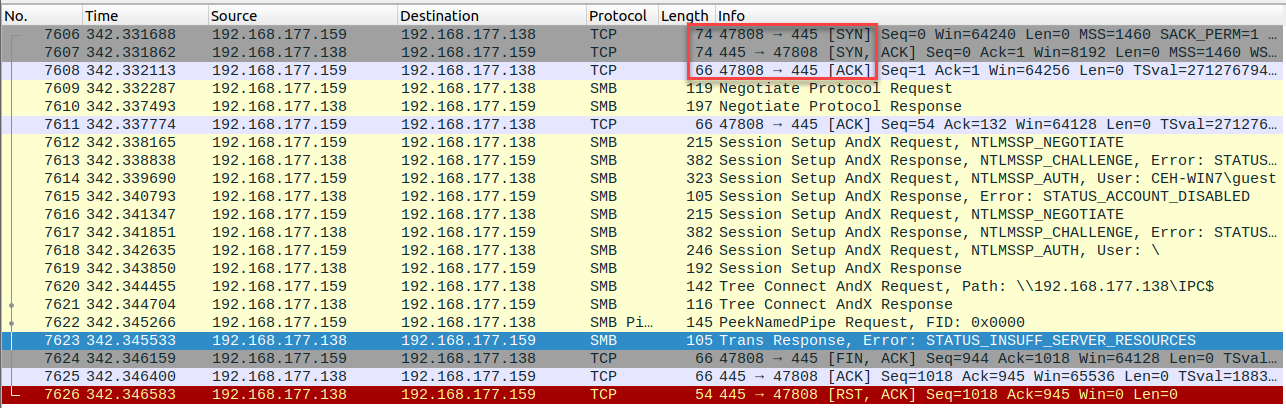 No. Time Source Destination Protocol Length Info
7606 342.331688 192.168.177.159 192.168.177.138 TCP 74 47808 → 445 [SYN] Seq=0 Win=64240 Len=0 MSS=1460 SACK_PERM=1 …
7607 342.331862 192.168.177.138 192.168.177.159 TCP 74 445 → 47808 [SYN, ACK] Seq=0 Ack=1 Win=8192 Len=0 MSS=1460 WS…
7608 342.332113 192.168.177.159 192.168.177.138 TCP 66 47808 → 445 [ACK] Seq=1 Ack=1 Win=64256 Len=0 TSval=271276794…
7609 342.332287 192.168.177.159 192.168.177.138 SMB 119 Negotiate Protocol Request
7610 342.337493 192.168.177.138 192.168.177.159 SMB 197 Negotiate Protocol Response
7611 342.337774 192.168.177.159 192.168.177.138 TCP 66 47808 → 445 [ACK] Seq=54 Ack=132 Win=64128 Len=0 TSval=271276…
7612 342.338165 192.168.177.159 192.168.177.138 SMB 215 Session Setup AndX Request, NTLMSSP_NEGOTIATE
7613 342.338838 192.168.177.138 192.168.177.159 SMB 382 Session Setup AndX Response, NTLMSSP_CHALLENGE, Error: STATUS…
7614 342.339690 192.168.177.159 192.168.177.138 SMB 323 Session Setup AndX Request, NTLMSSP_AUTH, User: CEH-WIN7\guest
7615 342.340793 192.168.177.138 192.168.177.159 SMB 105 Session Setup AndX Response, Error: STATUS_ACCOUNT_DISABLED
7616 342.341347 192.168.177.159 192.168.177.138 SMB 215 Session Setup AndX Request, NTLMSSP_NEGOTIATE
7617 342.341851 192.168.177.138 192.168.177.159 SMB 382 Session Setup AndX Response, NTLMSSP_CHALLENGE, Error: STATUS…
7618 342.342635 192.168.177.159 192.168.177.138 SMB 246 Session Setup AndX Request, NTLMSSP_AUTH, User: \
7619 342.343850 192.168.177.138 192.168.177.159 SMB 192 Session Setup AndX Response
7620 342.344455 192.168.177.159 192.168.177.138 SMB 142 Tree Connect AndX Request, Path: \\192.168.177.138\IPC$
7621 342.344704 192.168.177.138 192.168.177.159 SMB 116 Tree Connect AndX Response
7622 342.345266 192.168.177.159 192.168.177.138 SMB Pi… 145 PeekNamedPipe Request, FID: 0x0000
7623 342.345533 192.168.177.138 192.168.177.159 SMB 105 Trans Response, Error: STATUS_INSUFF_SERVER_RESOURCES
7624 342.346159 192.168.177.159 192.168.177.138 TCP 66 47808 → 445 [FIN, ACK] Seq=944 Ack=1018 Win=64128 Len=0 TSval…
7625 342.346400 192.168.177.138 192.168.177.159 TCP 66 445 → 47808 [ACK] Seq=1018 Ack=945 Win=65536 Len=0 TSval=1883…
7626 342.346583 192.168.177.138 192.168.177.159 TCP 54 445 → 47808 [RST, ACK] Seq=1018 Ack=945 Win=0 Len=0